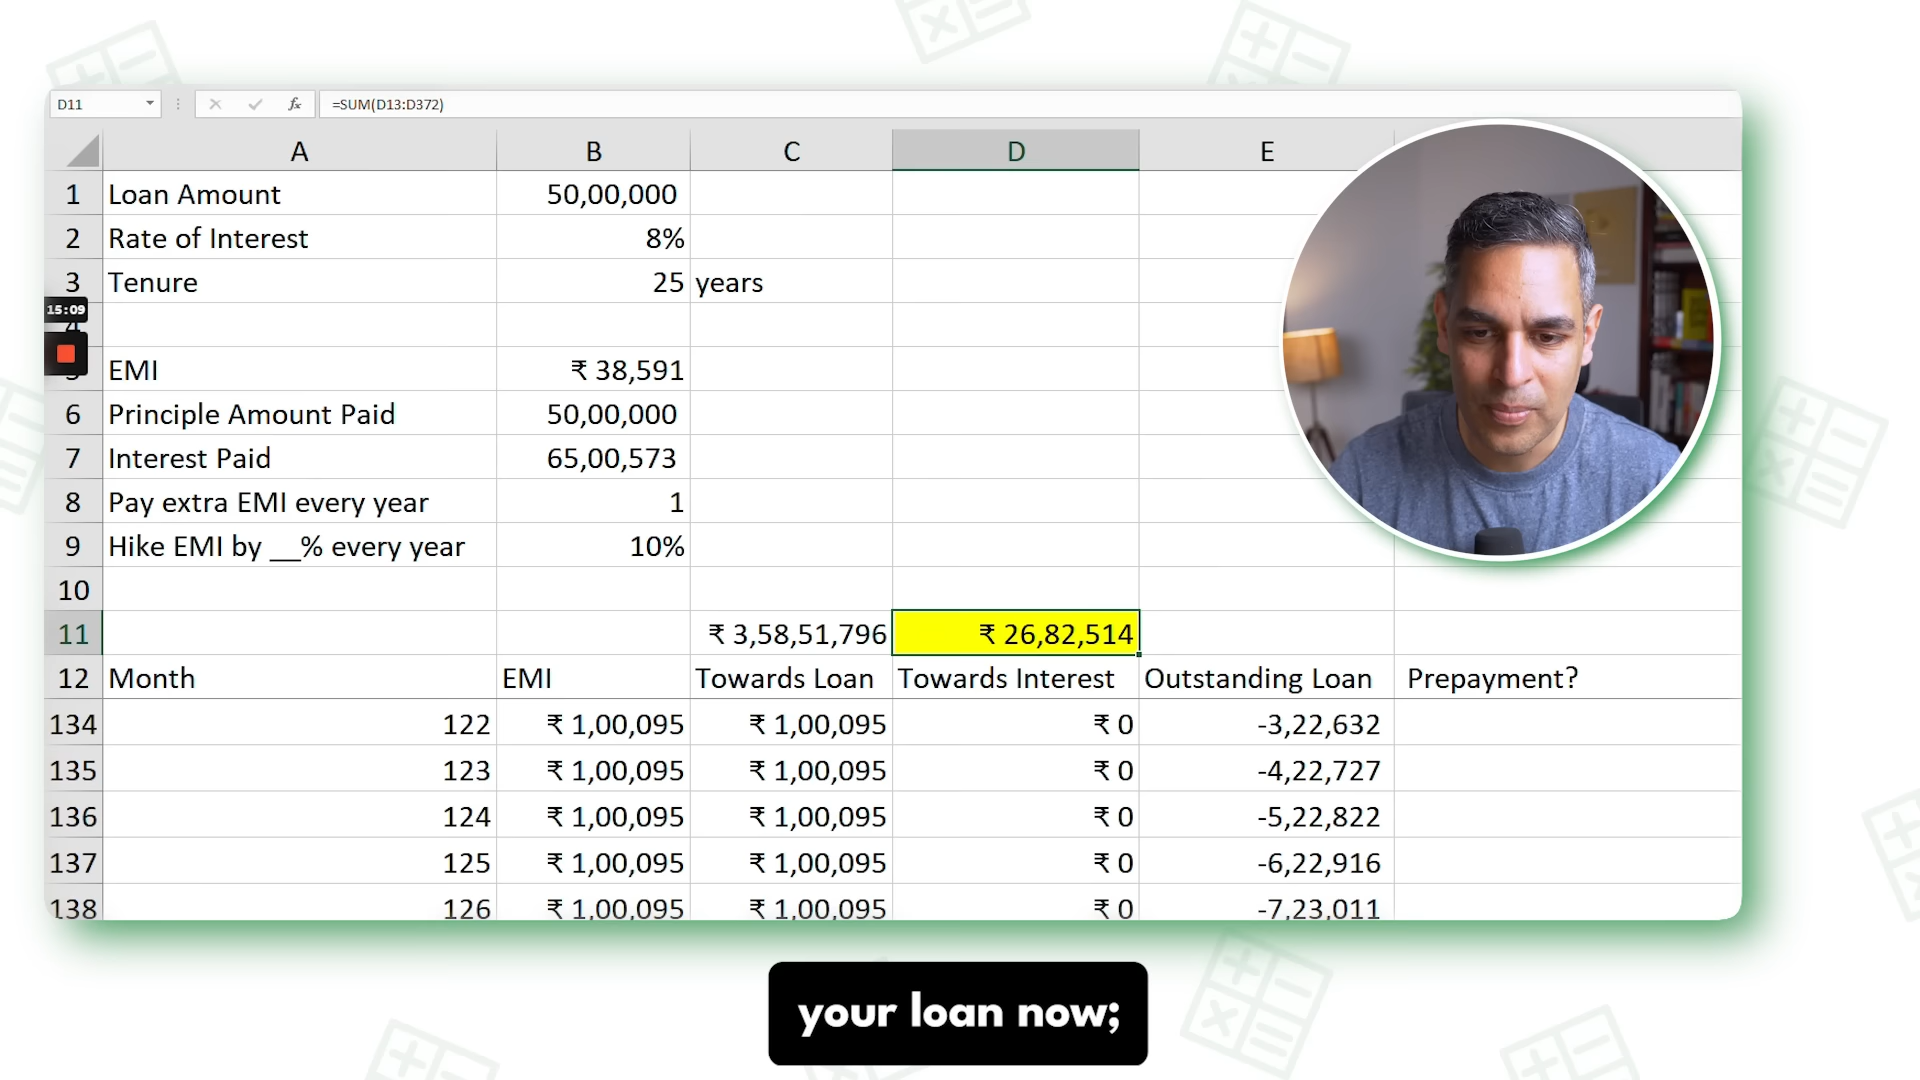 D11 fx =SUM(D13:D372)
A B C D E
1 Loan Amount 50,00,000
2 Rate of Interest 8%
3 Tenure 25 years
15:09
4
5 EMI ₹ 38,591
6 Principle Amount Paid 50,00,000
7 Interest Paid 65,00,573
8 Pay extra EMI every year 1
9 Hike EMI by __% every year 10%
10
11 ₹ 3,58,51,796 ₹ 26,82,514
12 Month EMI Towards Loan Towards Interest Outstanding Loan Prepayment?
134 122 ₹ 1,00,095 ₹ 1,00,095 ₹ 0 -3,22,632
135 123 ₹ 1,00,095 ₹ 1,00,095 ₹ 0 -4,22,727
136 124 ₹ 1,00,095 ₹ 1,00,095 ₹ 0 -5,22,822
137 125 ₹ 1,00,095 ₹ 1,00,095 ₹ 0 -6,22,916
138 126 ₹ 1,00,095 ₹ 1,00,095 ₹ 0 -7,23,011
your loan now;